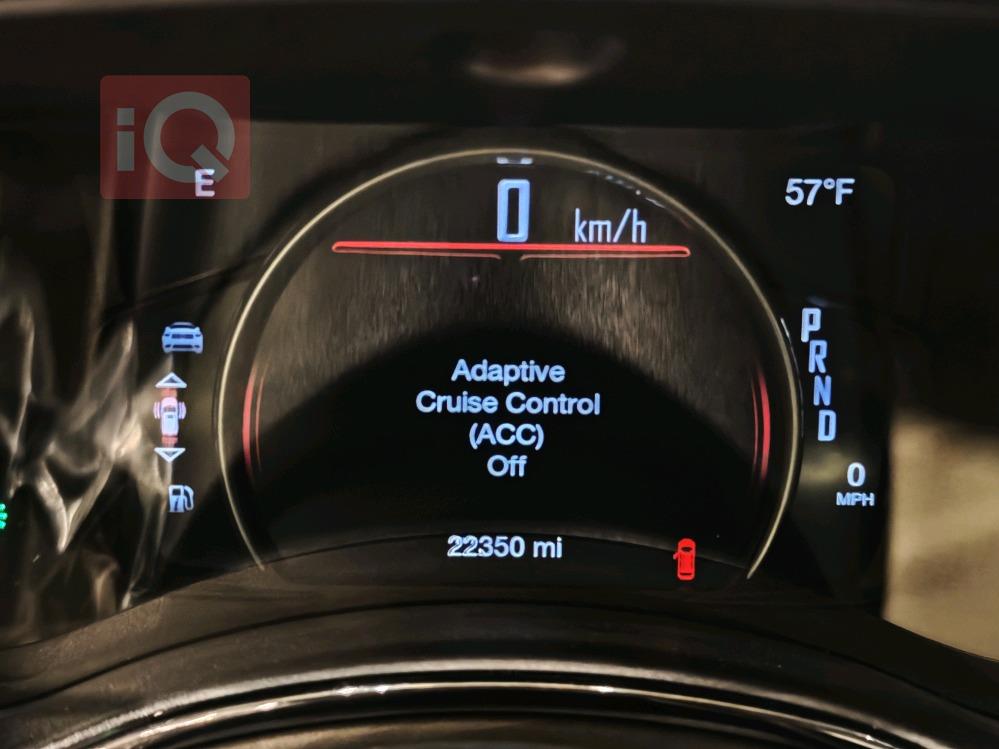 iQ
E
0 km/h
57°F
P
R
N
D
Adaptive
Cruise Control
(ACC)
Off
0
MPH
22350 mi